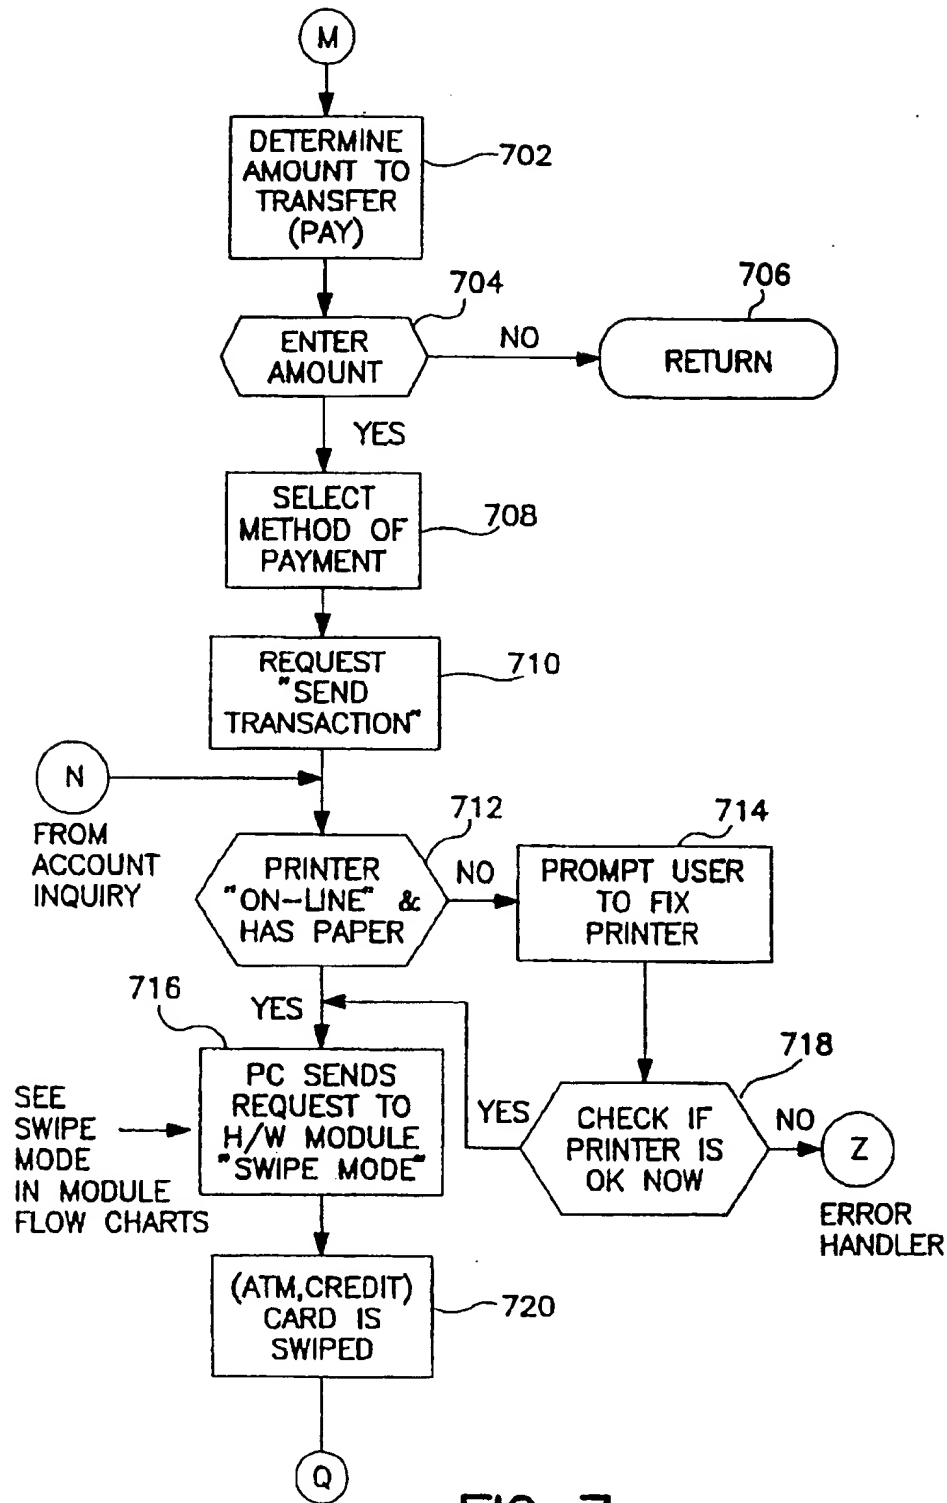 M
DETERMINE
AMOUNT TO
TRANSFER
(PAY)
702
704
706
ENTER
AMOUNT
NO
RETURN
YES
SELECT
METHOD OF
PAYMENT
708
REQUEST
"SEND
TRANSACTION"
710
N
FROM
ACCOUNT
INQUIRY
712
714
PRINTER
"ON-LINE" &
HAS PAPER
NO
PROMPT USER
TO FIX
PRINTER
716
YES
PC SENDS
REQUEST TO
H/W MODULE
"SWIPE MODE"
SEE
SWIPE
MODE
IN MODULE
FLOW CHARTS
718
YES
CHECK IF
PRINTER IS
OK NOW
NO
Z
ERROR
HANDLER
(ATM,CREDIT)
CARD IS
SWIPED
720
Q